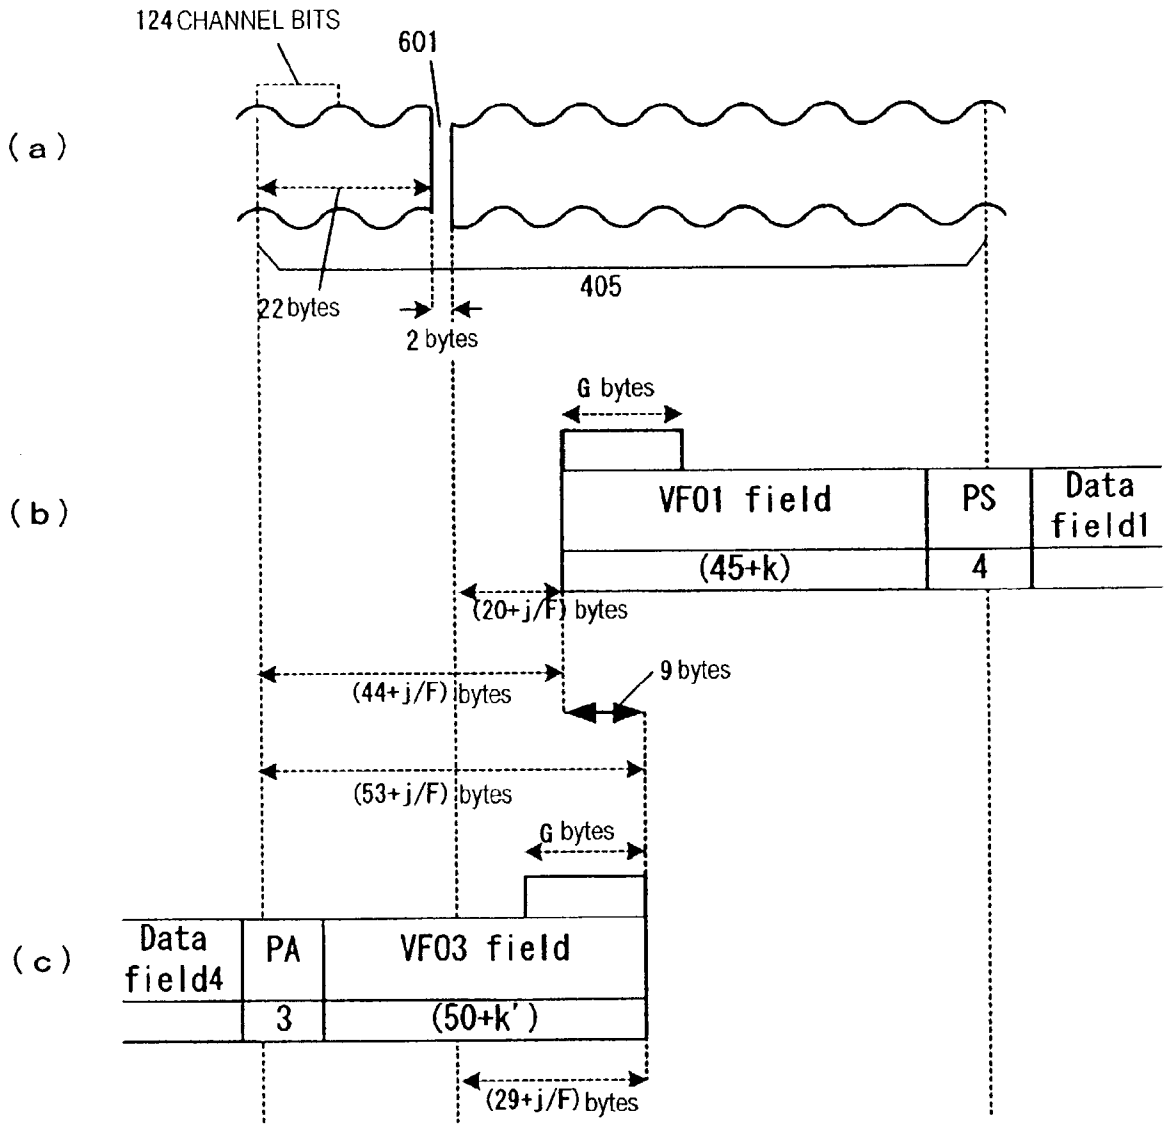 124 CHANNEL BITS
601
(a)
22 bytes
405
2 bytes
G bytes
(b)
VFO1 field
PS
Data
field1
(45+k)
4
(20+j/F) bytes
9 bytes
(44+j/F) bytes
(53+j/F) bytes
G bytes
(c)
Data
field4
PA
VFO3 field
3
(50+k')
(29+j/F) bytes